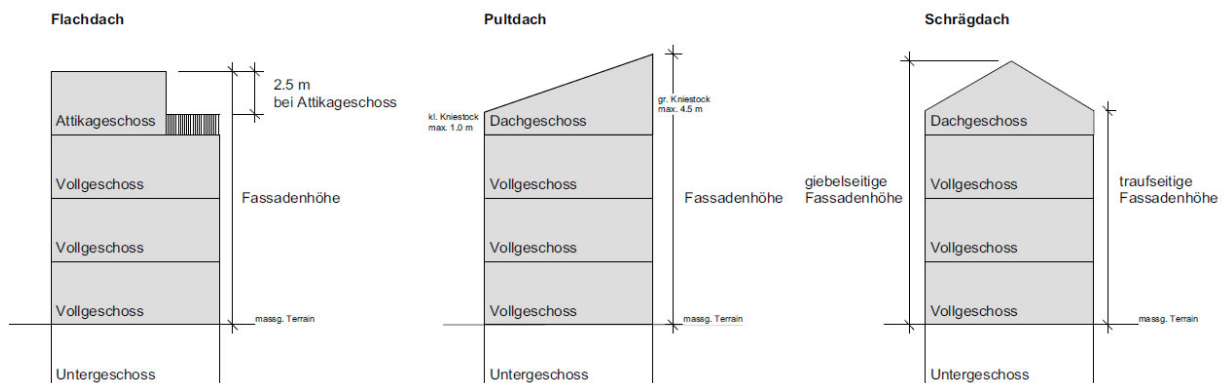 Flachdach
2.5 m
bei Attikageschoss
Attikageschoss
Vollgeschoss
Fassadenhöhe
Vollgeschoss
Vollgeschoss
massg. Terrain
Untergeschoss
Pultdach
gr. Kniestock
max. 4.5 m
kl. Kniestock
max. 1.0 m
Dachgeschoss
Vollgeschoss
Fassadenhöhe
Vollgeschoss
Vollgeschoss
massg. Terrain
Untergeschoss
Schrägdach
Dachgeschoss
giebelseitige
Fassadenhöhe
Vollgeschoss
traufseitige
Fassadenhöhe
Vollgeschoss
Vollgeschoss
massg. Terrain
Untergeschoss